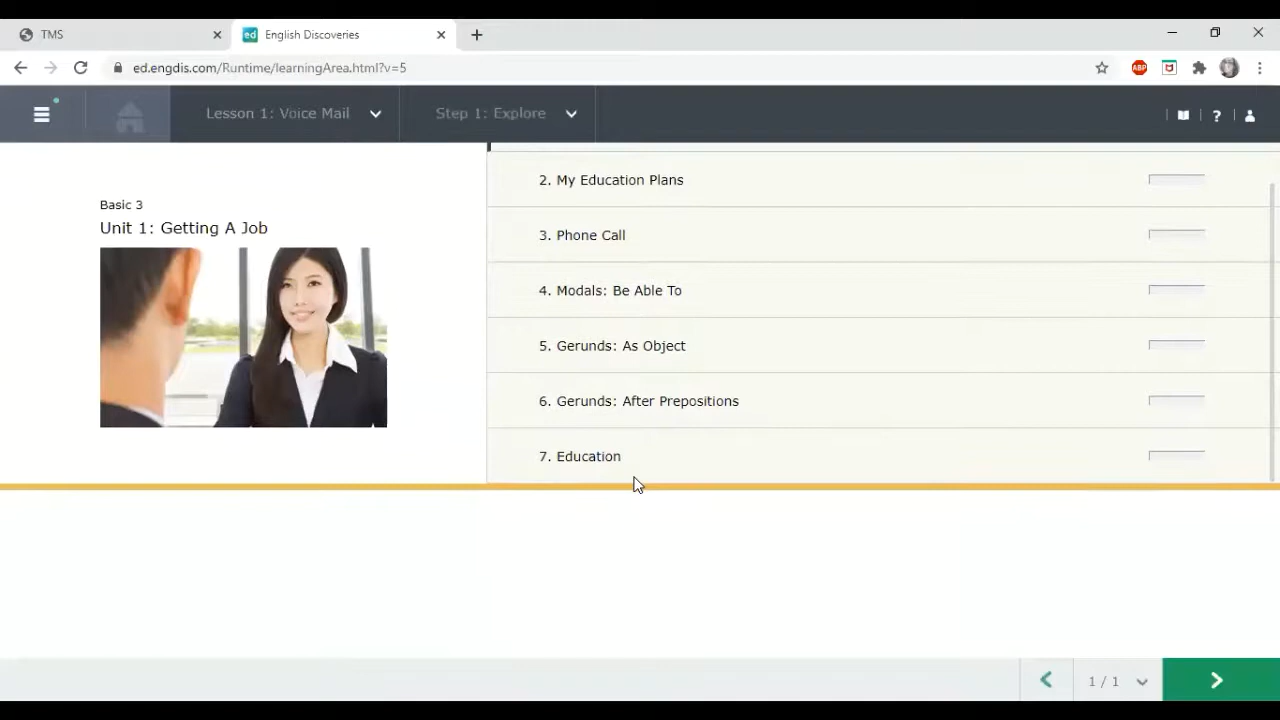 TMS
English Discoveries
ed.engdis.com/Runtime/learningArea.html?v=5
ABP
Lesson 1: Voice Mail
Step 1: Explore
?
Basic 3
Unit 1: Getting A Job
2. My Education Plans
3. Phone Call
4. Modals: Be Able To
5. Gerunds: As Object
6. Gerunds: After Prepositions
7. Education
1 / 1